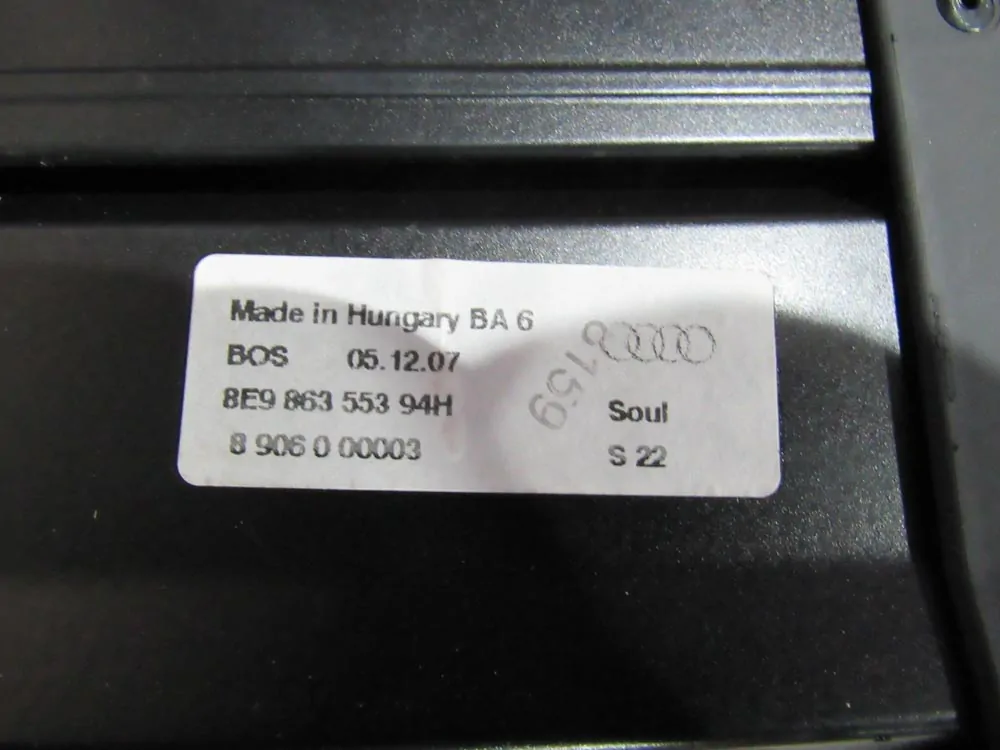 Made in Hungary BA 6
BOS 05.12.07
8E9 863 553 94H
8 906 0 00003
Soul
S 22